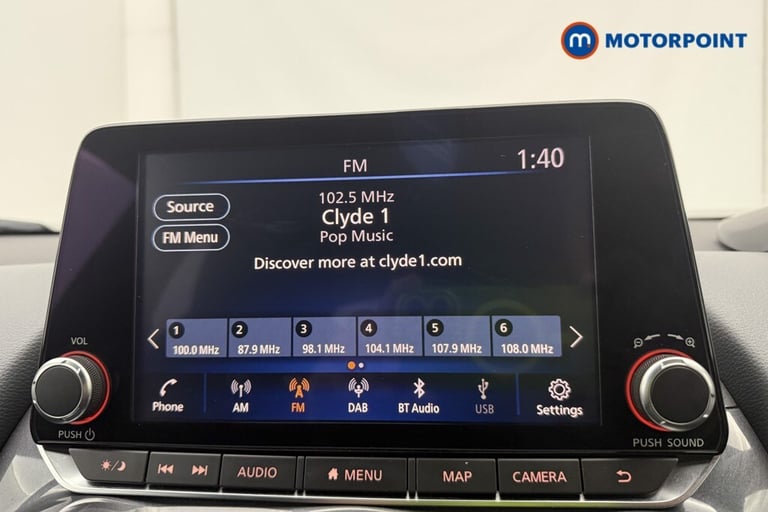 m MOTORPOINT
FM
1:40
Source
FM Menu
102.5 MHz
Clyde 1
Pop Music
Discover more at clyde1.com
1 2 3 4 5 6
100.0 MHz 87.9 MHz 98.1 MHz 104.1 MHz 107.9 MHz 108.0 MHz
Phone AM FM DAB BT Audio USB Settings
VOL
PUSH
PUSH SOUND
AUDIO MENU MAP CAMERA